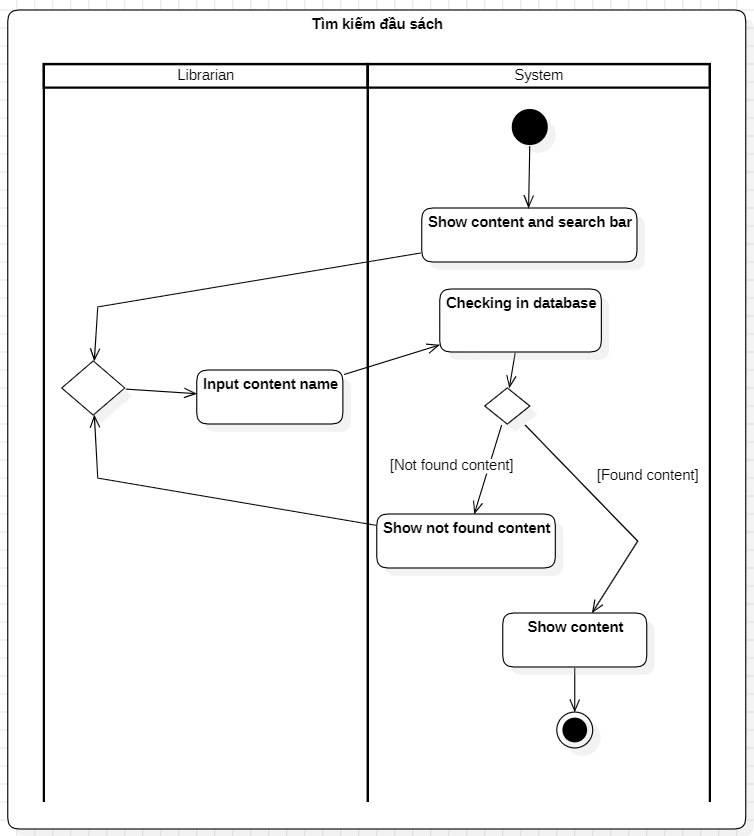 Tìm kiếm đầu sách
Librarian
System
Show content and search bar
Checking in database
Input content name
[Not found content]
[Found content]
Show not found content
Show content